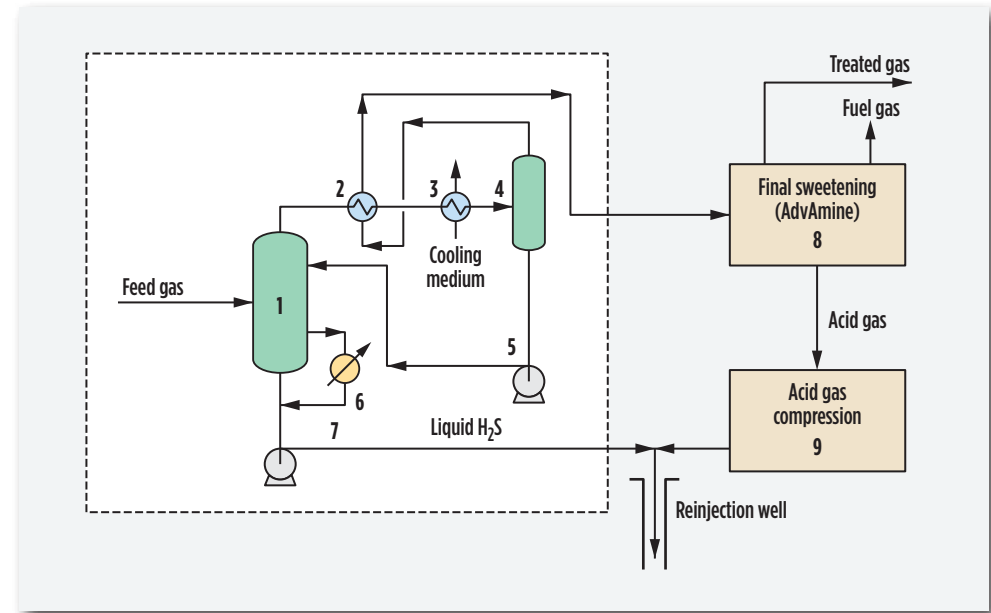 Treated gas
Fuel gas
2
3
4
Final sweetening
(AdvAmine)
8
Cooling
medium
Feed gas
1
Acid gas
5
6
Acid gas
compression
9
7
Liquid H₂S
Reinjection well